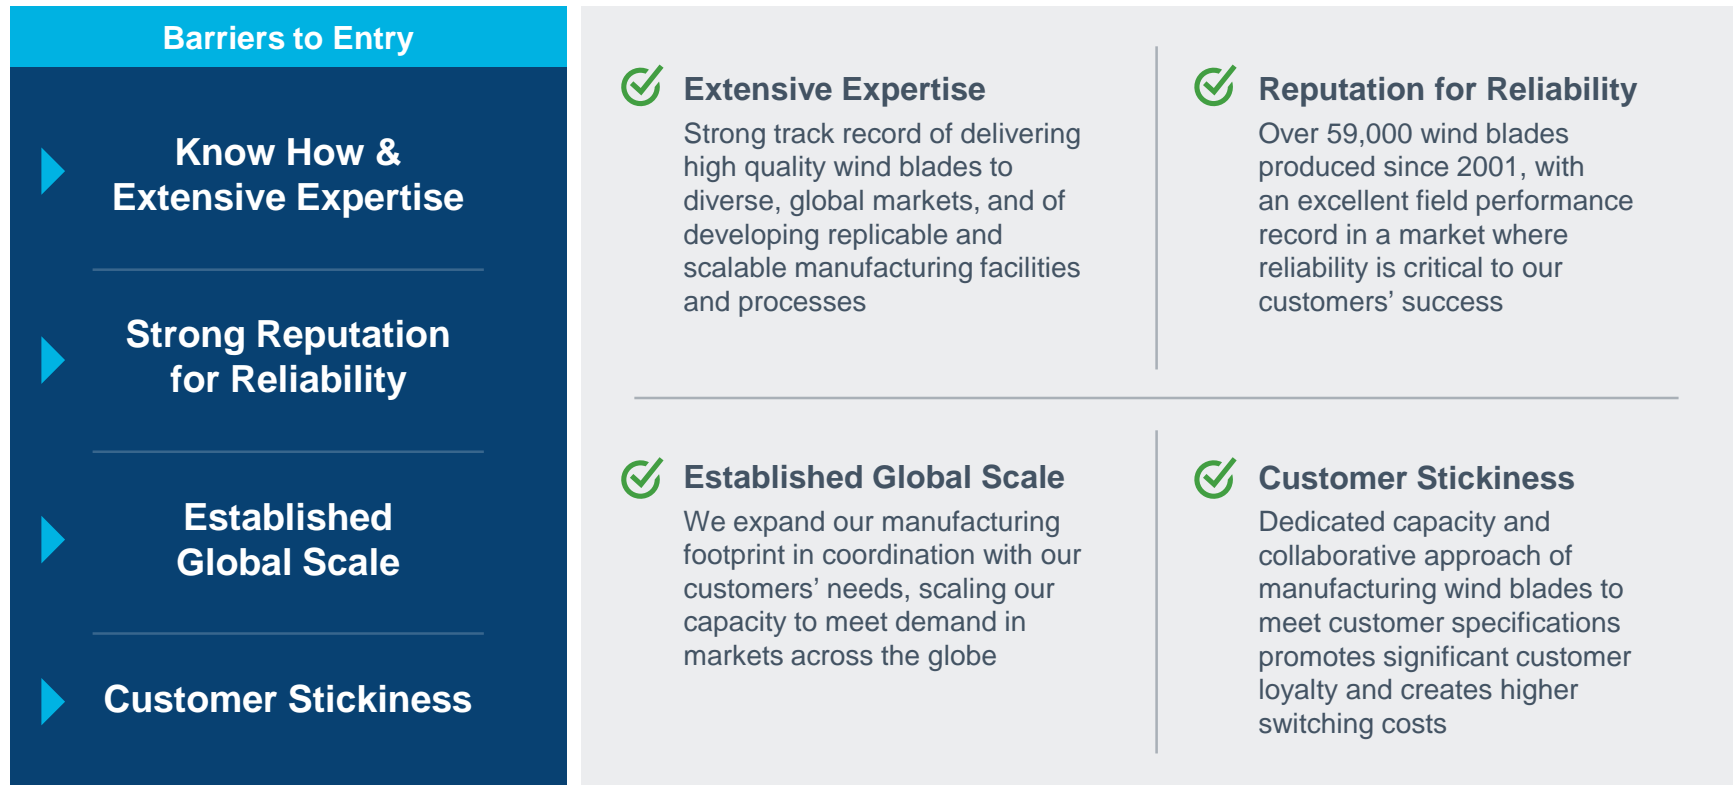 Barriers to Entry
Know How &
Extensive Expertise
Strong Reputation
for Reliability
Established
Global Scale
Customer Stickiness
Extensive Expertise
Strong track record of delivering
high quality wind blades to
diverse, global markets, and of
developing replicable and
scalable manufacturing facilities
and processes
Reputation for Reliability
Over 59,000 wind blades
produced since 2001, with
an excellent field performance
record in a market where
reliability is critical to our
customers’ success
Established Global Scale
We expand our manufacturing
footprint in coordination with our
customers’ needs, scaling our
capacity to meet demand in
markets across the globe
Customer Stickiness
Dedicated capacity and
collaborative approach of
manufacturing wind blades to
meet customer specifications
promotes significant customer
loyalty and creates higher
switching costs